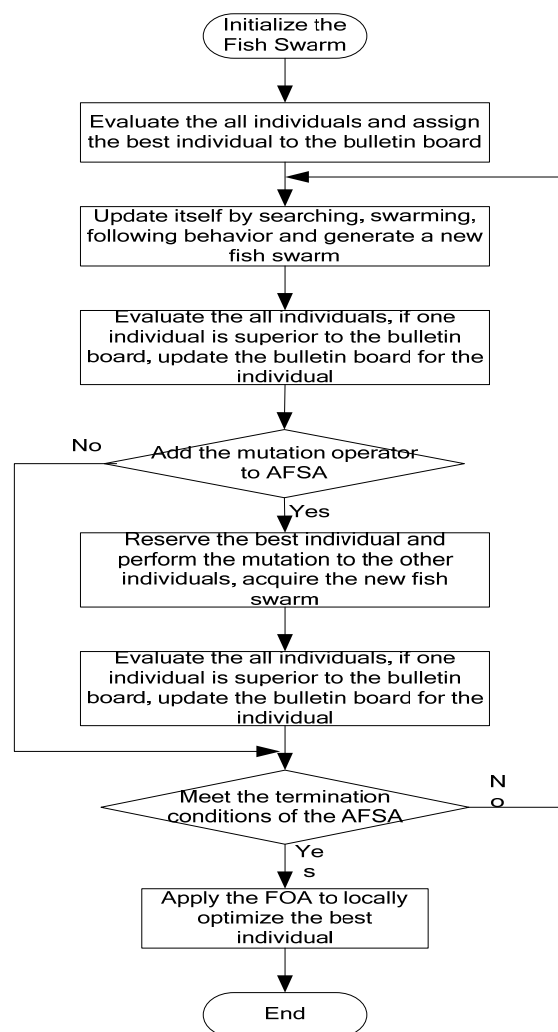 Initialize the
Fish Swarm
Evaluate the all individuals and assign
the best individual to the bulletin board
Update itself by searching, swarming,
following behavior and generate a new
fish swarm
Evaluate the all individuals, if one
individual is superior to the bulletin
board, update the bulletin board for the
individual
No
Add the mutation operator
to AFSA
Yes
Reserve the best individual and
perform the mutation to the other
individuals, acquire the new fish
swarm
Evaluate the all individuals, if one
individual is superior to the bulletin
board, update the bulletin board for the
individual
N
o
Meet the termination
conditions of the AFSA
Ye
s
Apply the FOA to locally
optimize the best
individual
End